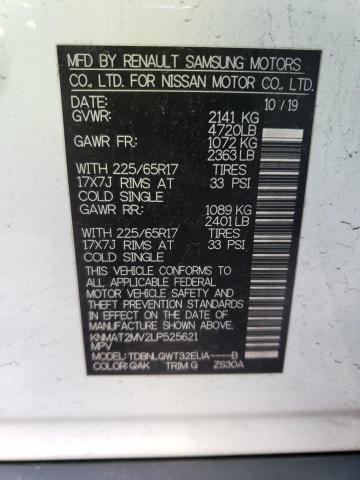 MFD BY RENAULT SAMSUNG MOTORS
CO., LTD. FOR NISSAN MOTOR CO., LTD.
DATE: 10 / 19
GVWR: 2141 KG
4720LB
GAWR FR: 1072 KG
2363 LB
WITH 225/65R17 TIRES
17X7J RIMS AT 33 PSI
COLD SINGLE
GAWR RR: 1089 KG
2401 LB
WITH 225/65R17 TIRES
17X7J RIMS AT 33 PSI
COLD SINGLE
THIS VEHICLE CONFORMS TO
ALL APPLICABLE FEDERAL
MOTOR VEHICLE SAFETY AND
THEFT PREVENTION STANDARDS
IN EFFECT ON THE DATE OF
MANUFACTURE SHOWN ABOVE.
KNMAT2MV2LP525621
MPV
MODEL: TDBNLQWT32EUA-----B
COLOR: QAK TRIM: G ZS30A